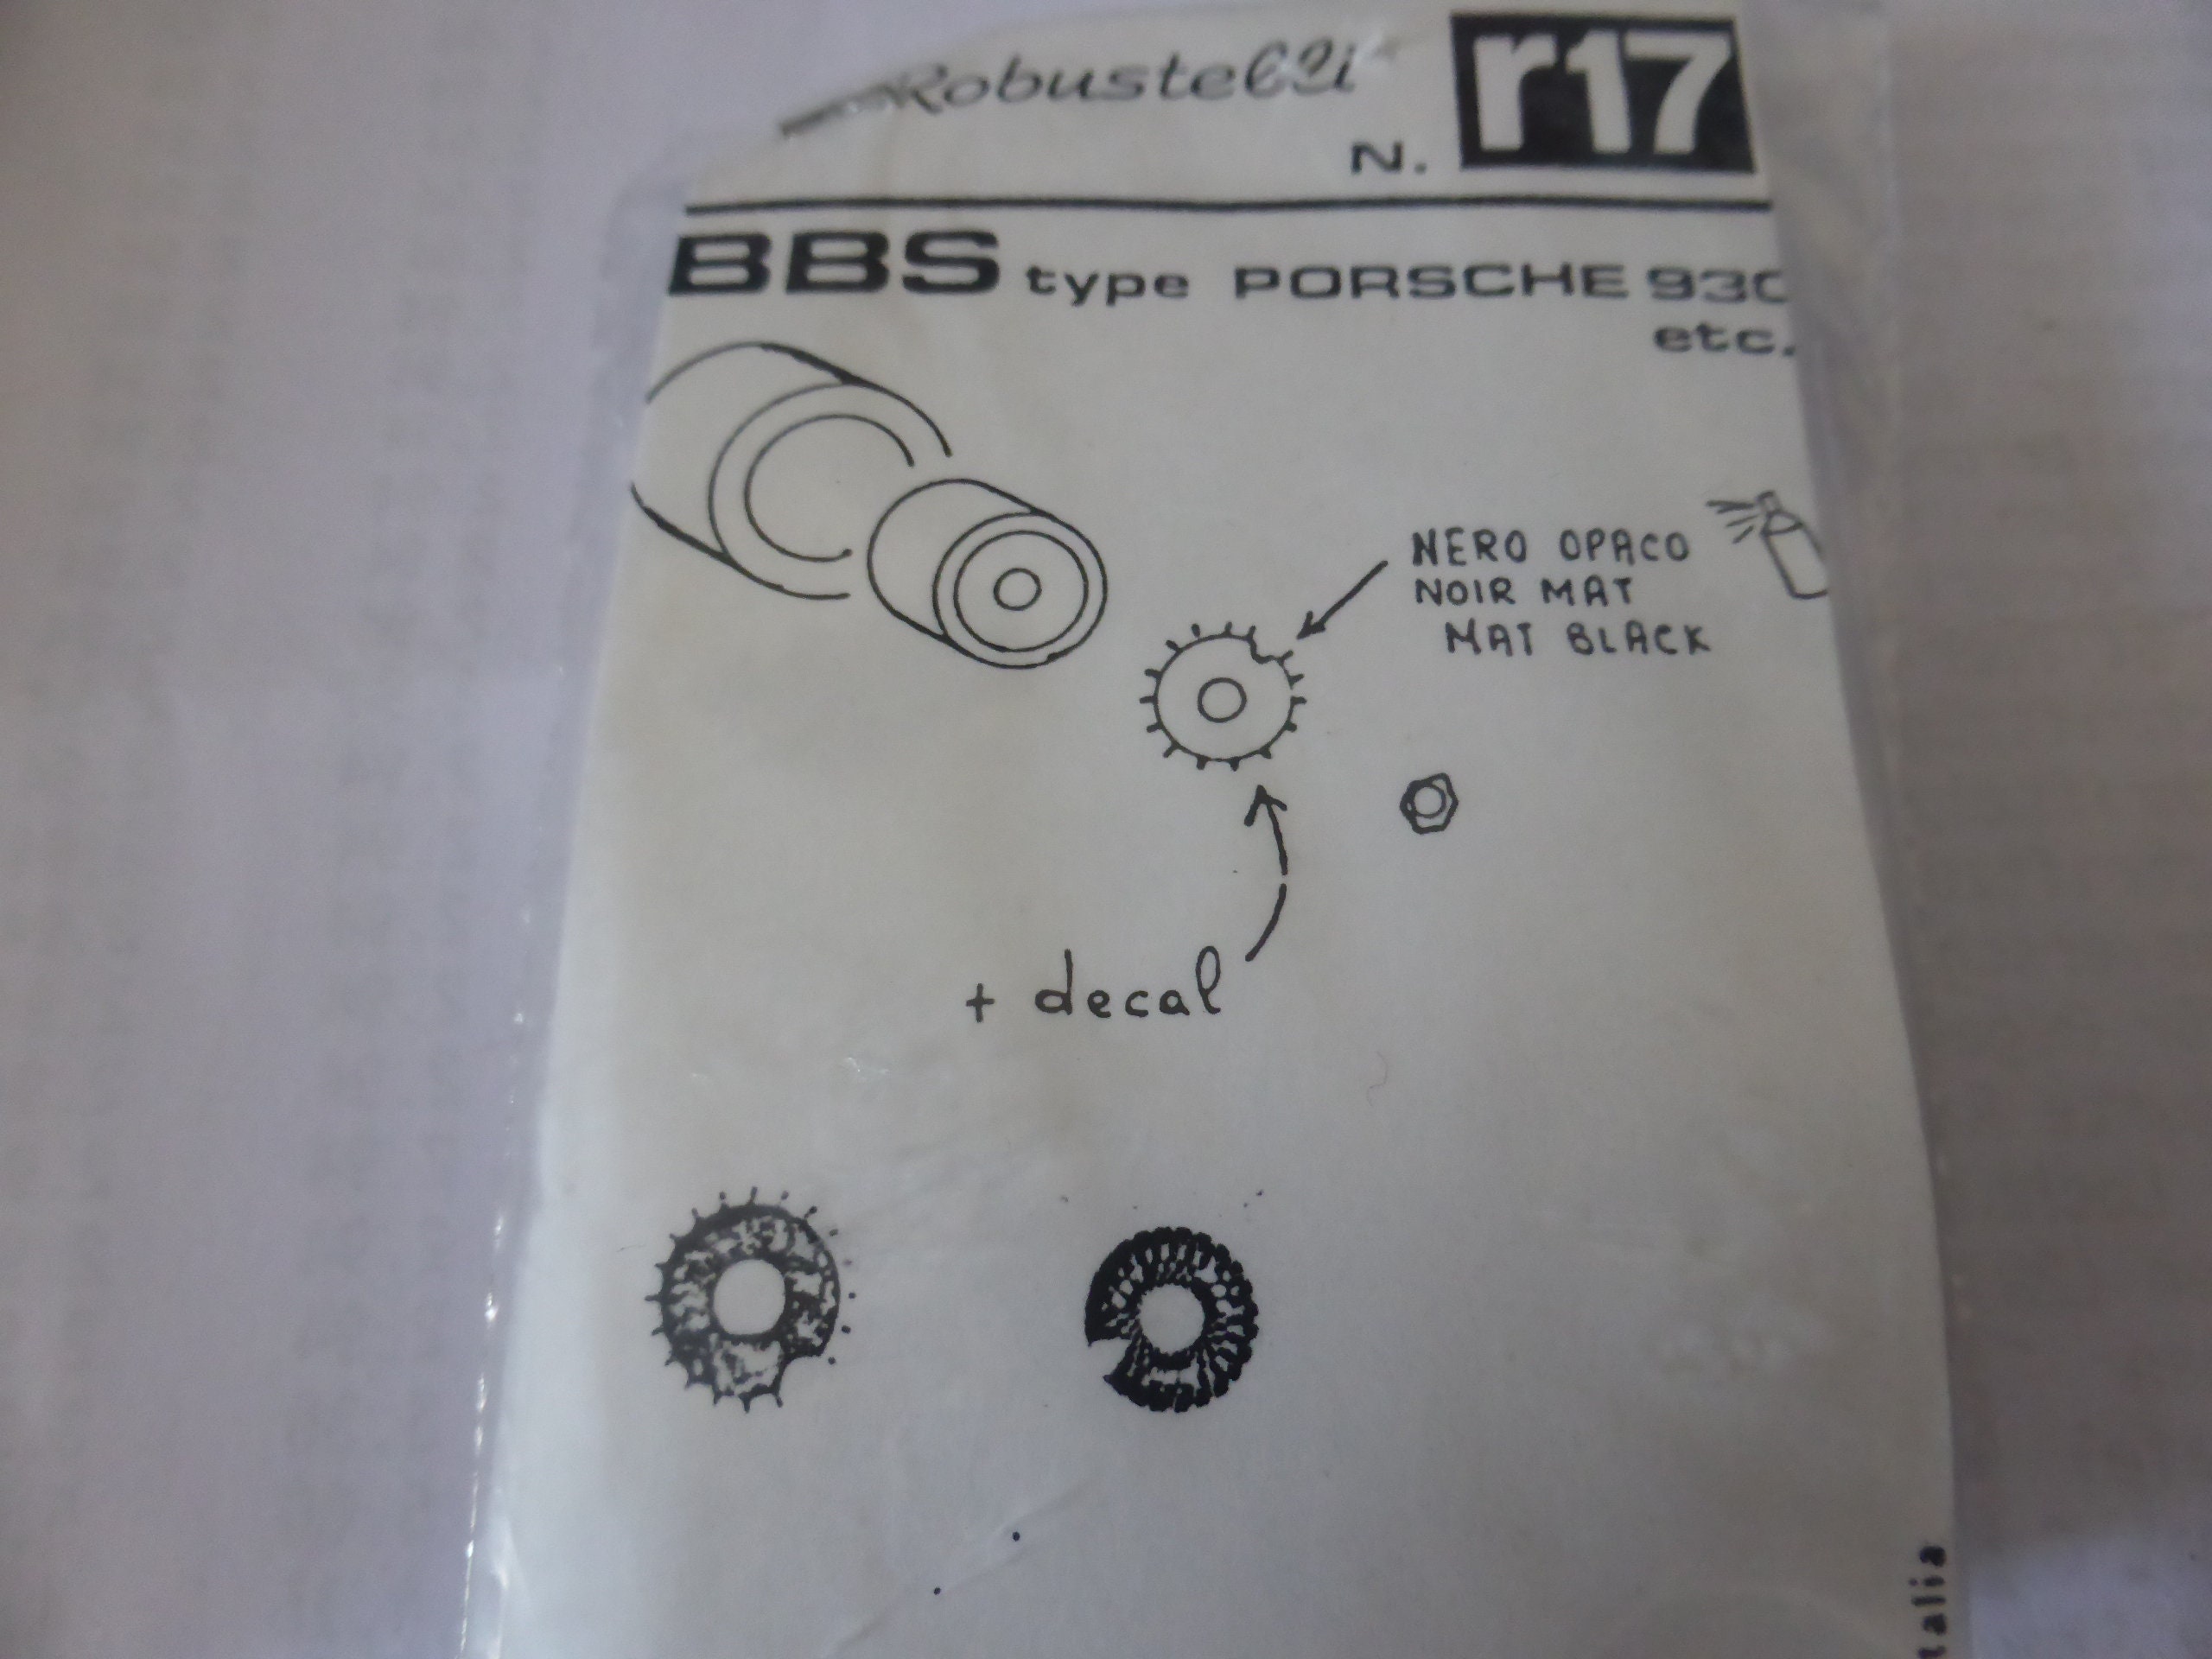 Robustelli
N. r17
BBS type PORSCHE 930
etc.
NERO OPACO
NOIR MAT
MAT BLACK
+ decal
talia